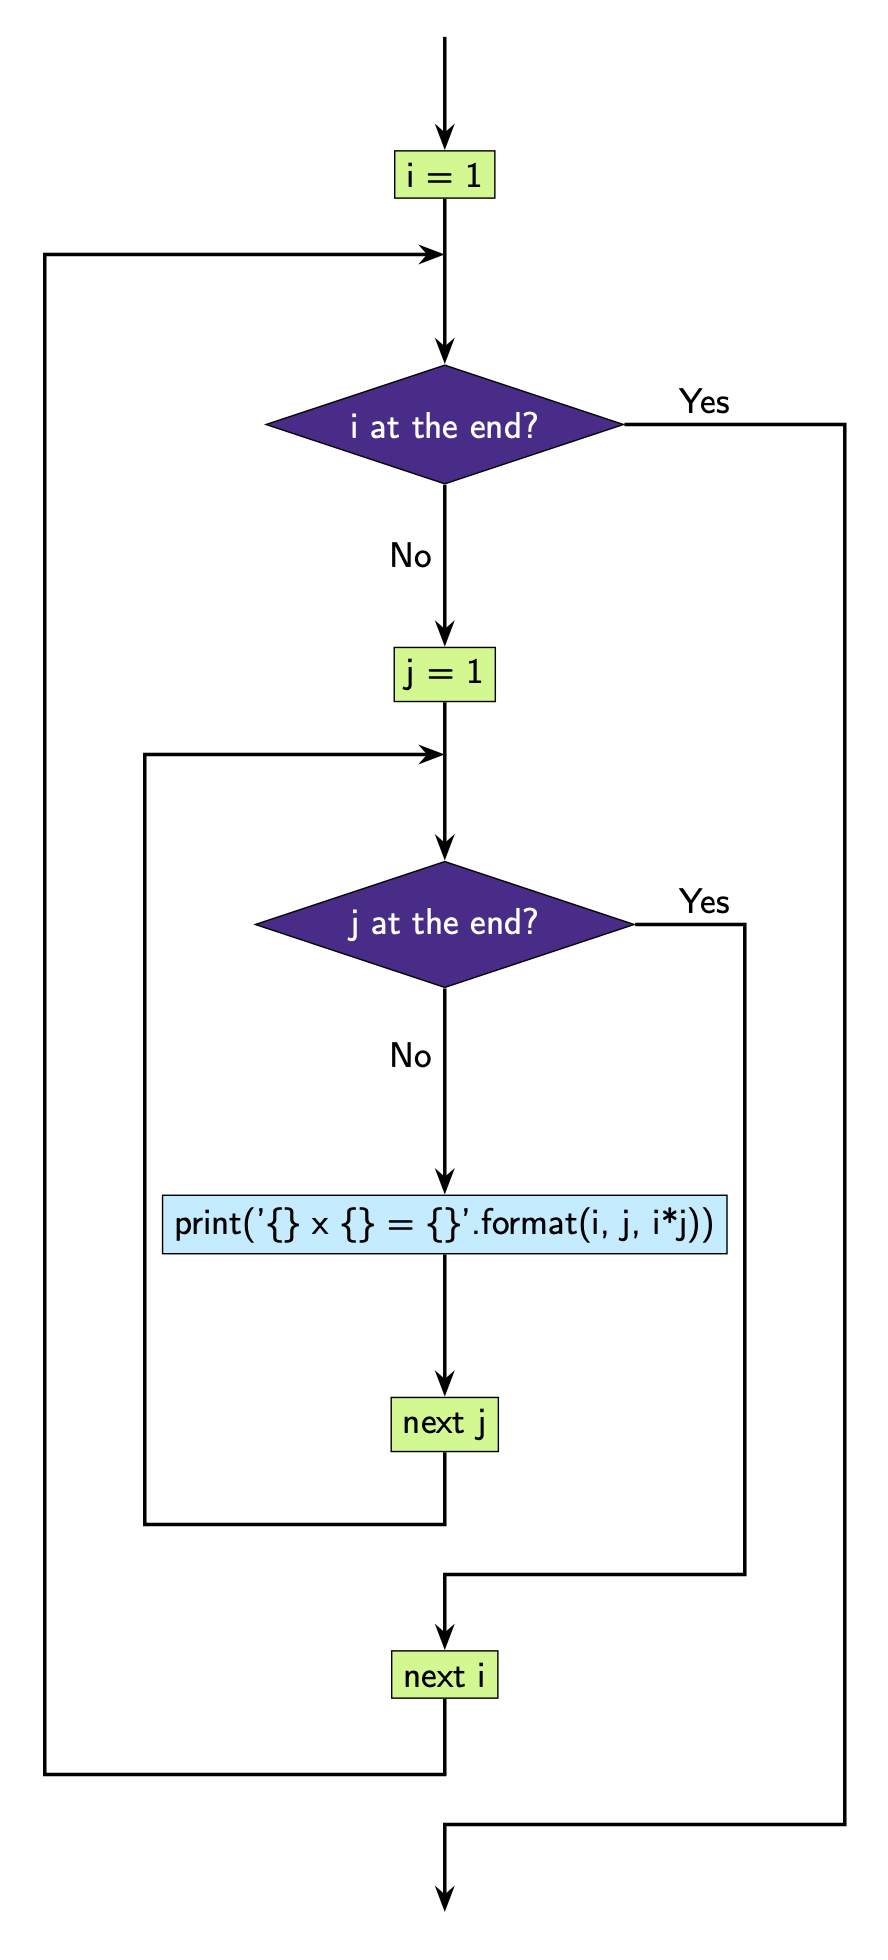 i = 1
i at the end?
Yes
No
j = 1
j at the end?
Yes
No
print('{} x {} = {}'.format(i, j, i*j))
next j
next i